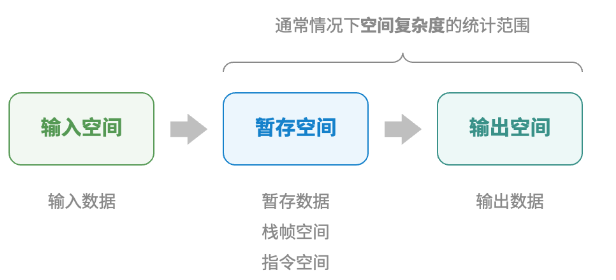 通常情况下空间复杂度的统计范围
输入空间
暂存空间
输出空间
输入数据
暂存数据
输出数据
栈帧空间
指令空间